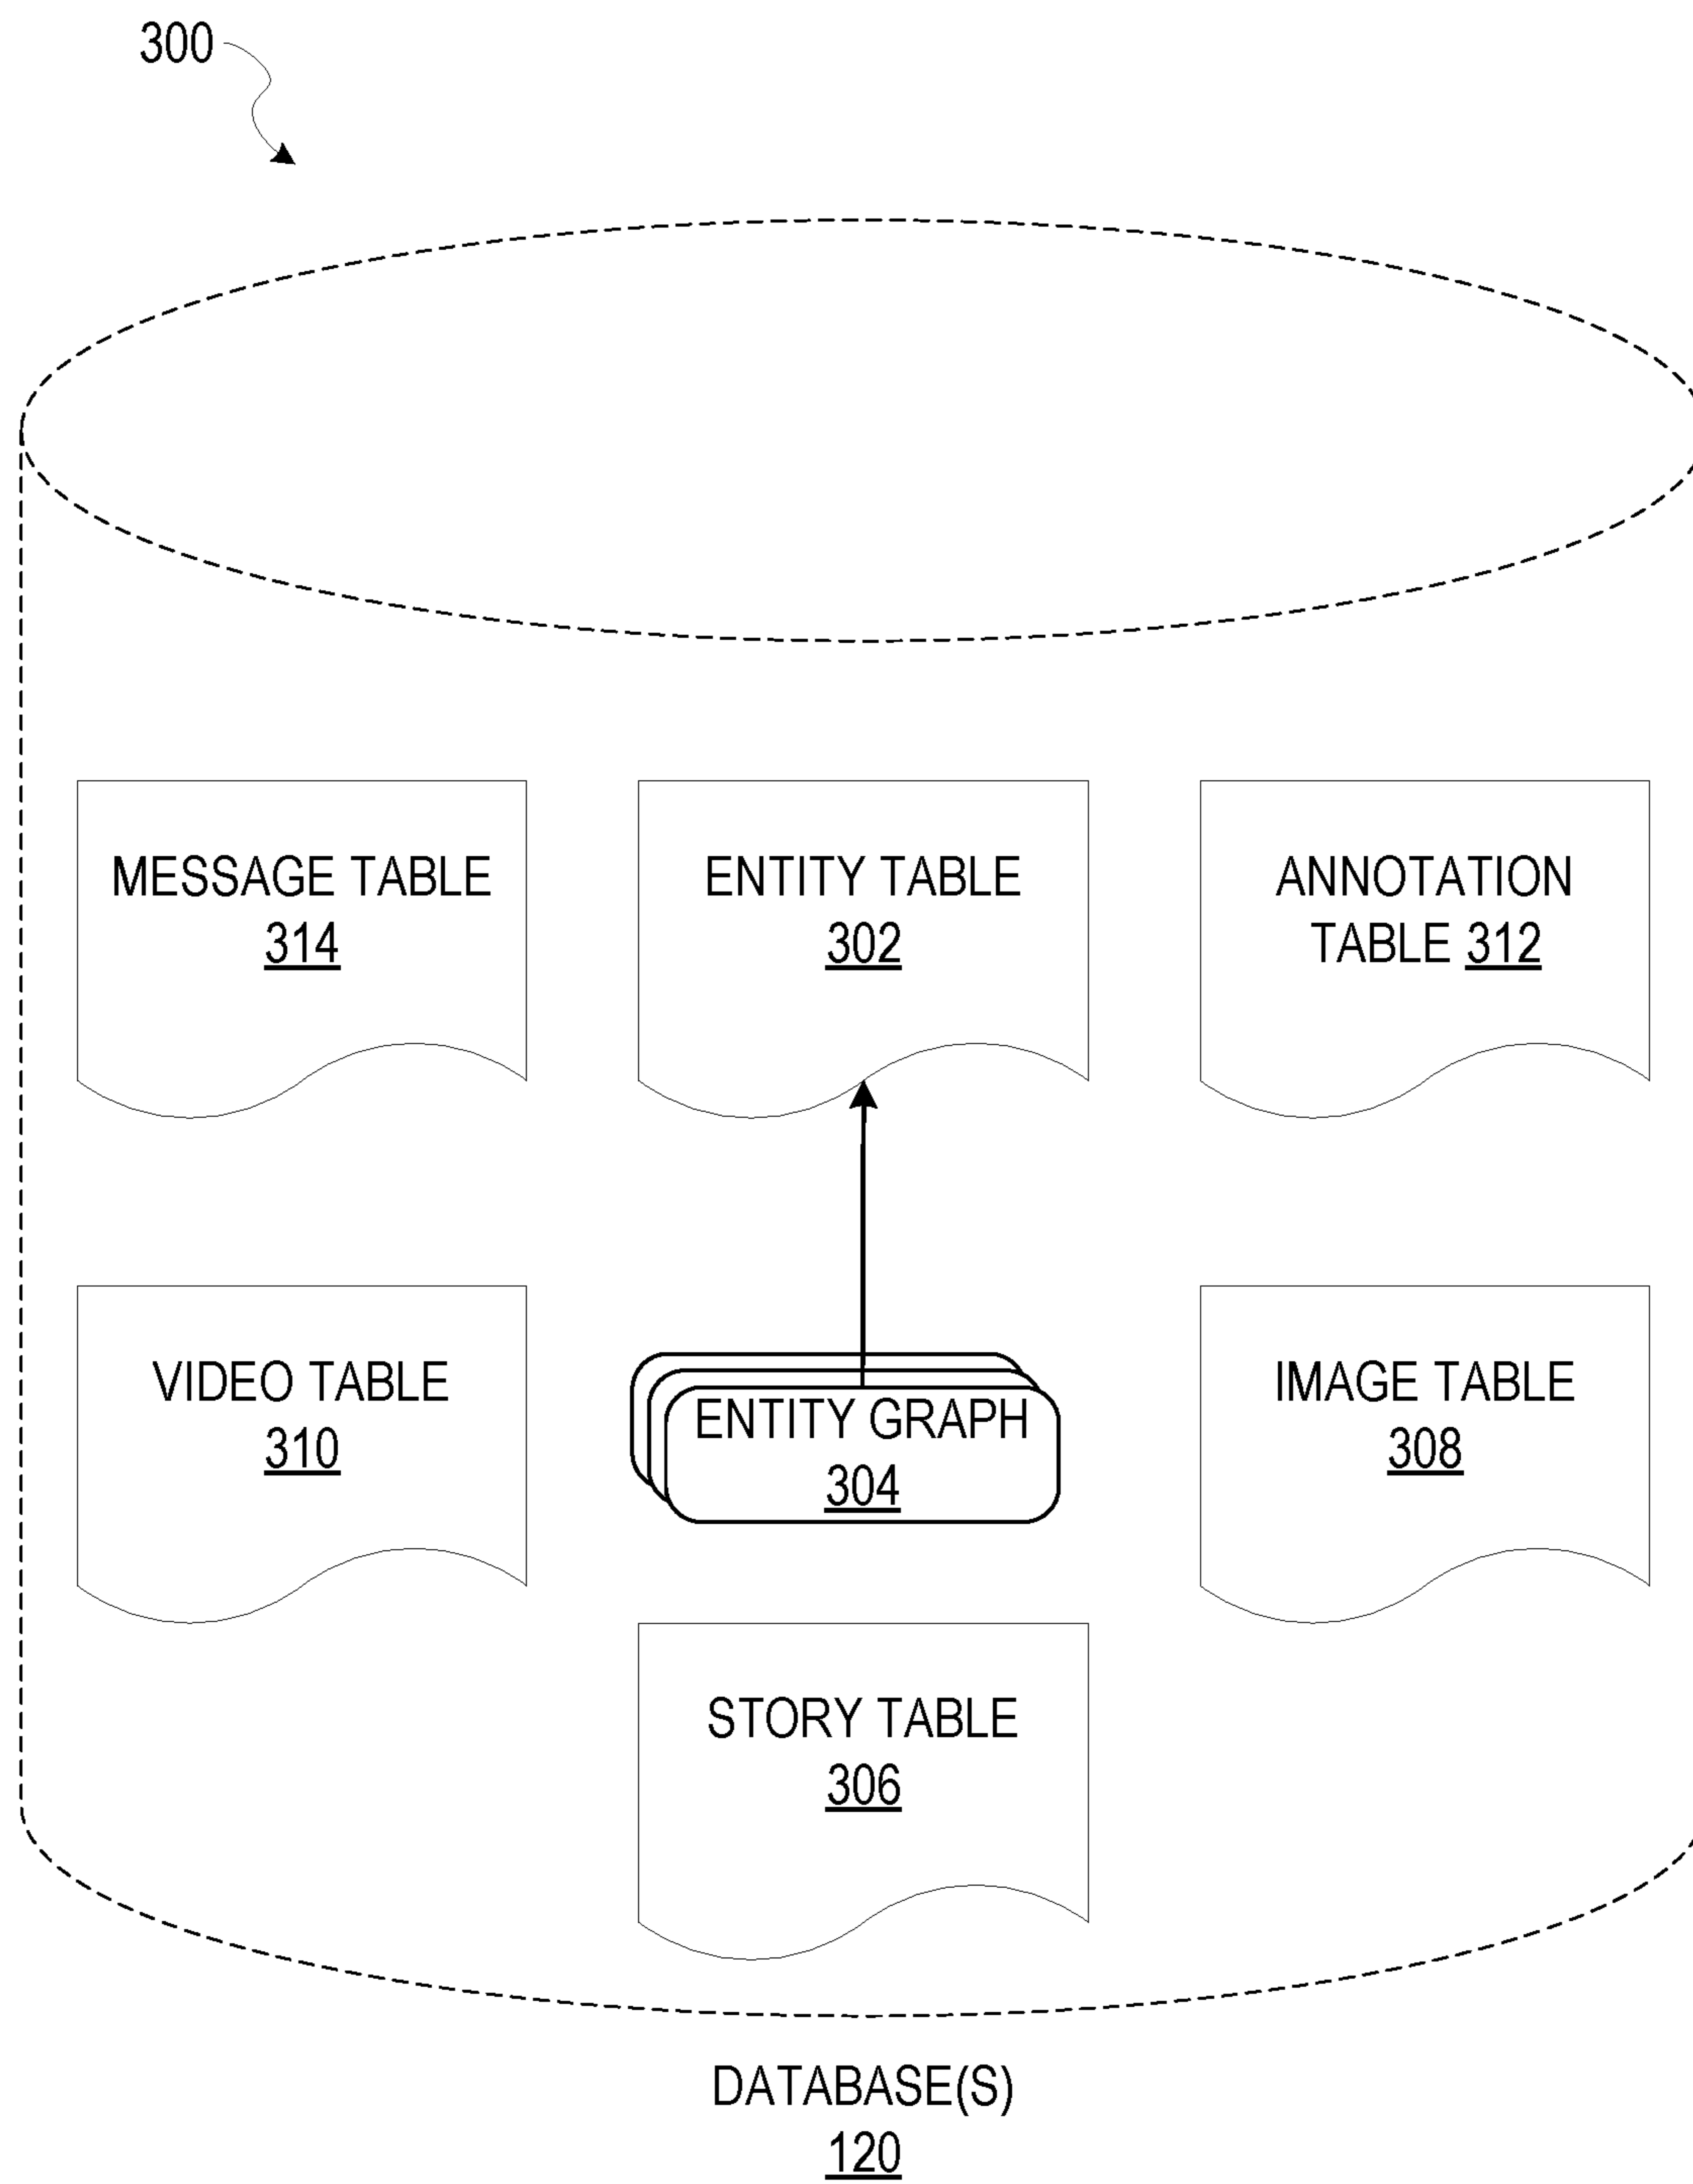 300
MESSAGE TABLE
314
ENTITY TABLE
302
ANNOTATION
TABLE 312
VIDEO TABLE
310
ENTITY GRAPH
304
IMAGE TABLE
308
STORY TABLE
306
DATABASE(S)
120